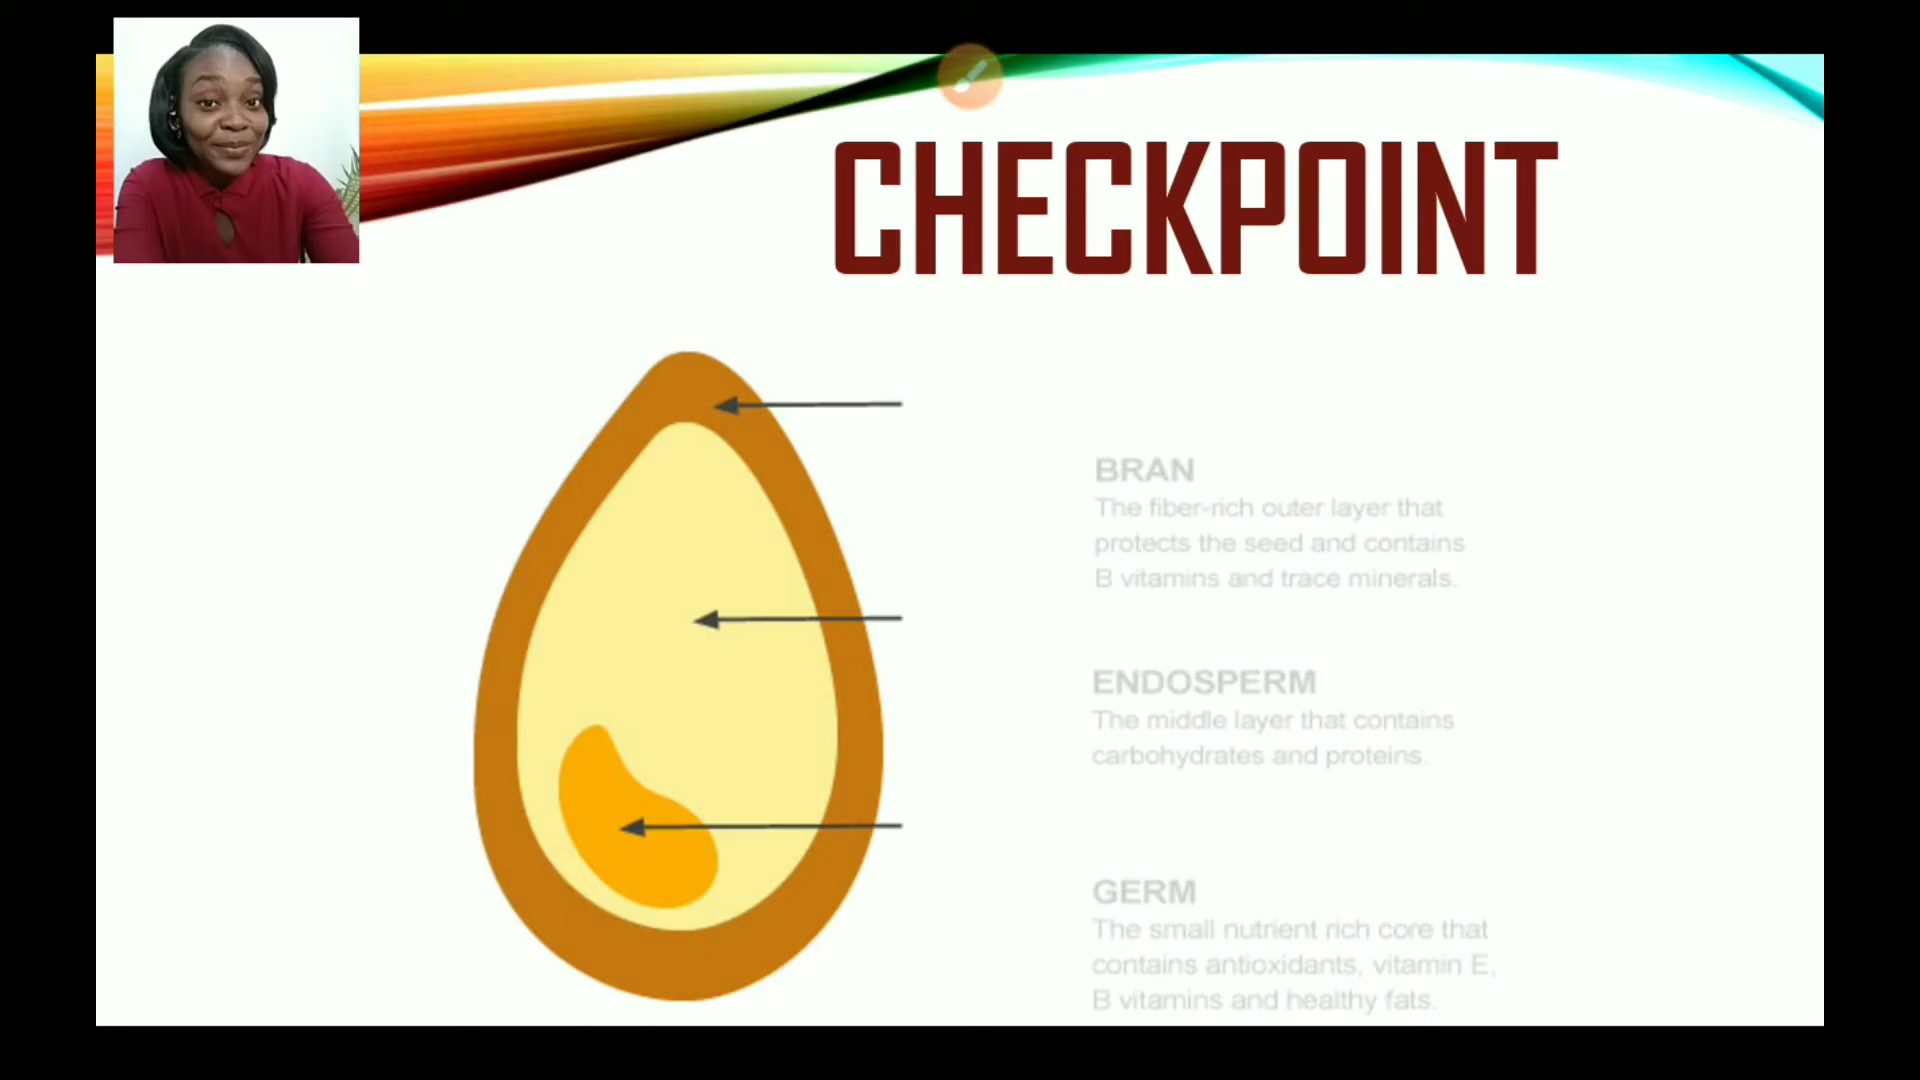 CHECKPOINT
BRAN
The fiber-rich outer layer that
protects the seed and contains
B vitamins and trace minerals.
ENDOSPERM
The middle layer that contains
carbohydrates and proteins.
GERM
The small nutrient rich core that
contains antioxidants, vitamin E,
B vitamins and healthy fats.